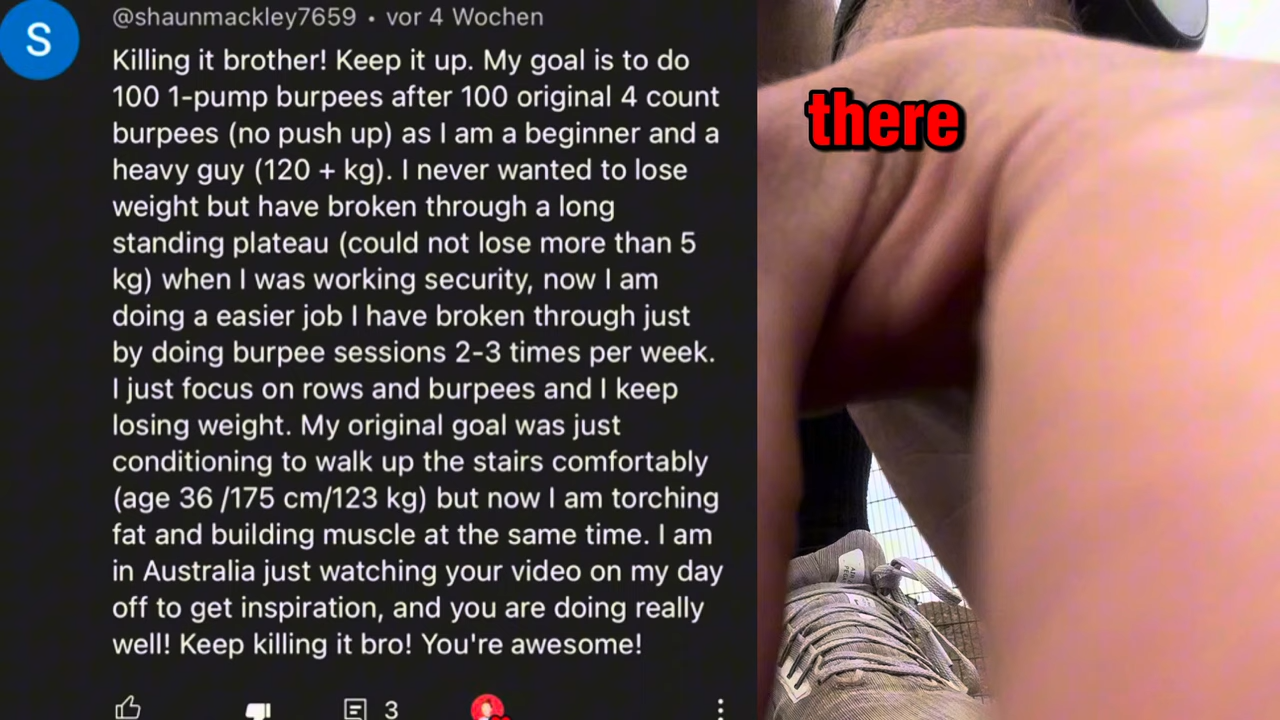 S
@shaunmackley7659 • vor 4 Wochen
Killing it brother! Keep it up. My goal is to do
100 1-pump burpees after 100 original 4 count
burpees (no push up) as I am a beginner and a
heavy guy (120 + kg). I never wanted to lose
weight but have broken through a long
standing plateau (could not lose more than 5
kg) when I was working security, now I am
doing a easier job I have broken through just
by doing burpee sessions 2-3 times per week.
I just focus on rows and burpees and I keep
losing weight. My original goal was just
conditioning to walk up the stairs comfortably
(age 36 /175 cm/123 kg) but now I am torching
fat and building muscle at the same time. I am
in Australia just watching your video on my day
off to get inspiration, and you are doing really
well! Keep killing it bro! You're awesome!
3
there